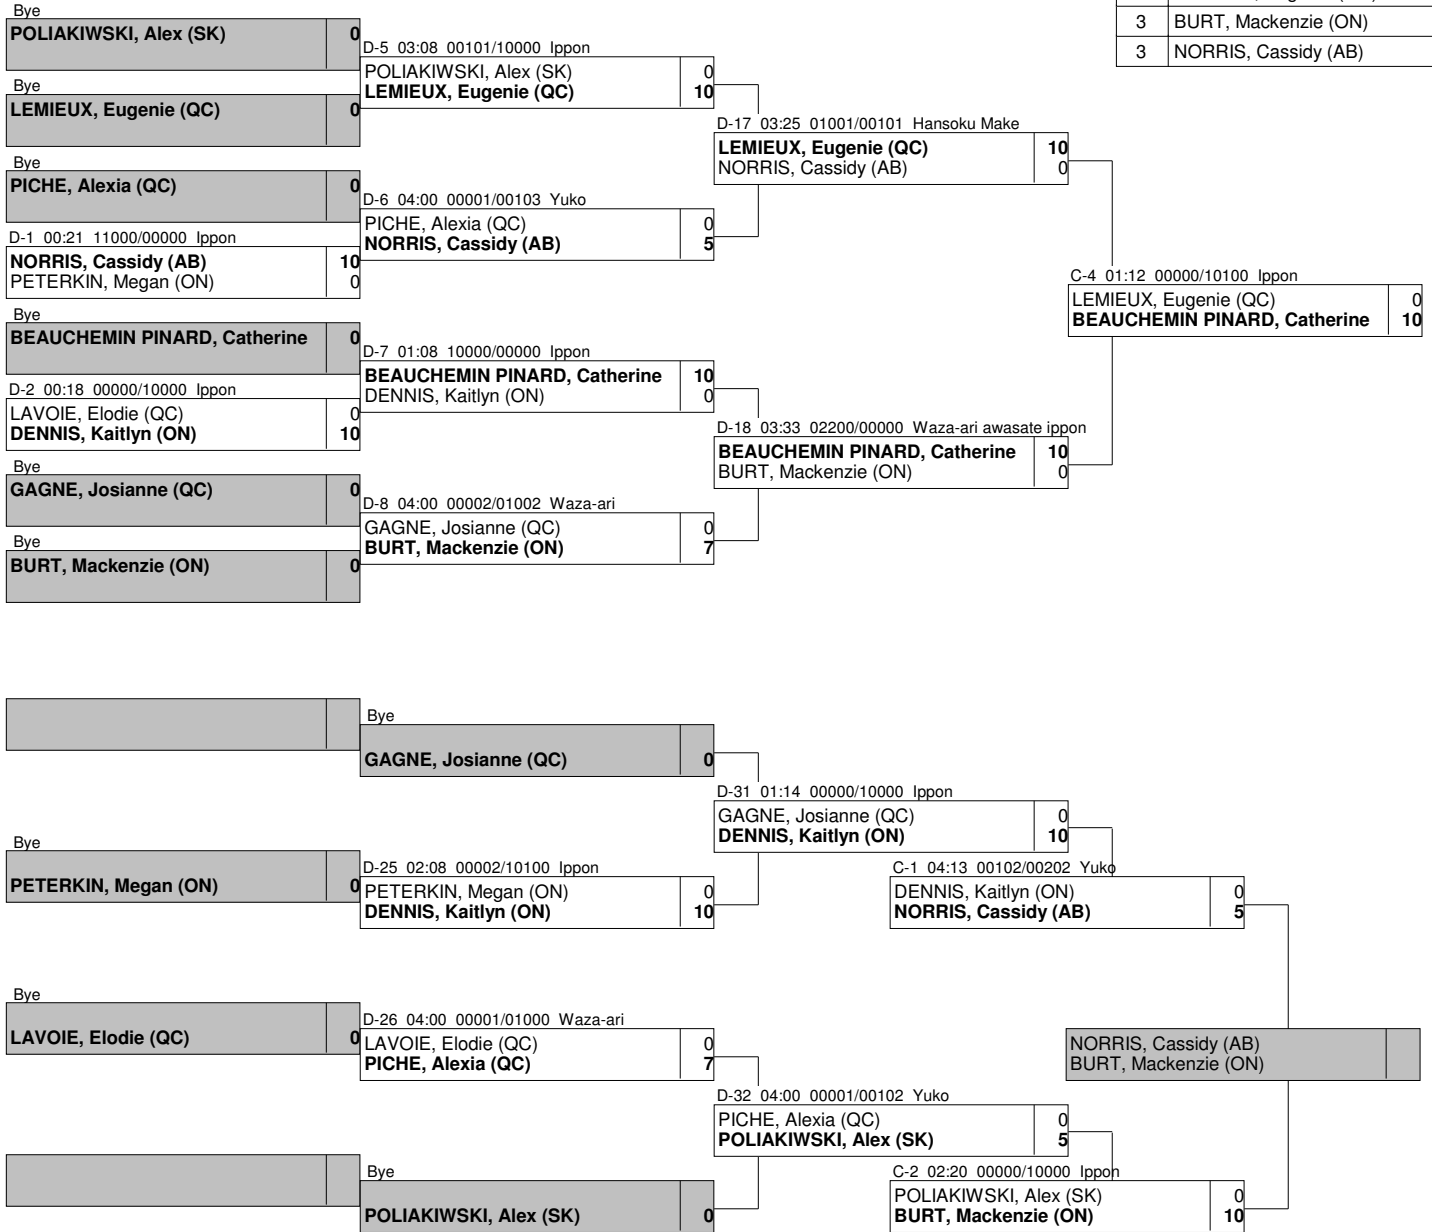 3 BURT, Mackenzie (ON)
3 NORRIS, Cassidy (AB)
Bye
POLIAKIWSKI, Alex (SK) 0
D-5 03:08 00101/10000 Ippon
POLIAKIWSKI, Alex (SK) 0
LEMIEUX, Eugenie (QC) 10
Bye
LEMIEUX, Eugenie (QC) 0
D-17 03:25 01001/00101 Hansoku Make
LEMIEUX, Eugenie (QC) 10
NORRIS, Cassidy (AB) 0
Bye
PICHE, Alexia (QC) 0
D-6 04:00 00001/00103 Yuko
PICHE, Alexia (QC) 0
NORRIS, Cassidy (AB) 5
D-1 00:21 11000/00000 Ippon
NORRIS, Cassidy (AB) 10
PETERKIN, Megan (ON) 0
C-4 01:12 00000/10100 Ippon
LEMIEUX, Eugenie (QC) 0
BEAUCHEMIN PINARD, Catherine 10
Bye
BEAUCHEMIN PINARD, Catherine 0
D-7 01:08 10000/00000 Ippon
BEAUCHEMIN PINARD, Catherine 10
DENNIS, Kaitlyn (ON) 0
D-2 00:18 00000/10000 Ippon
LAVOIE, Elodie (QC) 0
DENNIS, Kaitlyn (ON) 10
D-18 03:33 02200/00000 Waza-ari awasate ippon
BEAUCHEMIN PINARD, Catherine 10
BURT, Mackenzie (ON) 0
Bye
GAGNE, Josianne (QC) 0
D-8 04:00 00002/01002 Waza-ari
GAGNE, Josianne (QC) 0
BURT, Mackenzie (ON) 7
Bye
BURT, Mackenzie (ON) 0
Bye
GAGNE, Josianne (QC) 0
D-31 01:14 00000/10000 Ippon
GAGNE, Josianne (QC) 0
DENNIS, Kaitlyn (ON) 10
Bye
PETERKIN, Megan (ON) 0
D-25 02:08 00002/10100 Ippon
PETERKIN, Megan (ON) 0
DENNIS, Kaitlyn (ON) 10
C-1 04:13 00102/00202 Yuko
DENNIS, Kaitlyn (ON) 0
NORRIS, Cassidy (AB) 5
Bye
LAVOIE, Elodie (QC) 0
D-26 04:00 00001/01000 Waza-ari
LAVOIE, Elodie (QC) 0
PICHE, Alexia (QC) 7
NORRIS, Cassidy (AB)
BURT, Mackenzie (ON)
D-32 04:00 00001/00102 Yuko
PICHE, Alexia (QC) 0
POLIAKIWSKI, Alex (SK) 5
Bye
POLIAKIWSKI, Alex (SK) 0
C-2 02:20 00000/10000 Ippon
POLIAKIWSKI, Alex (SK) 0
BURT, Mackenzie (ON) 10